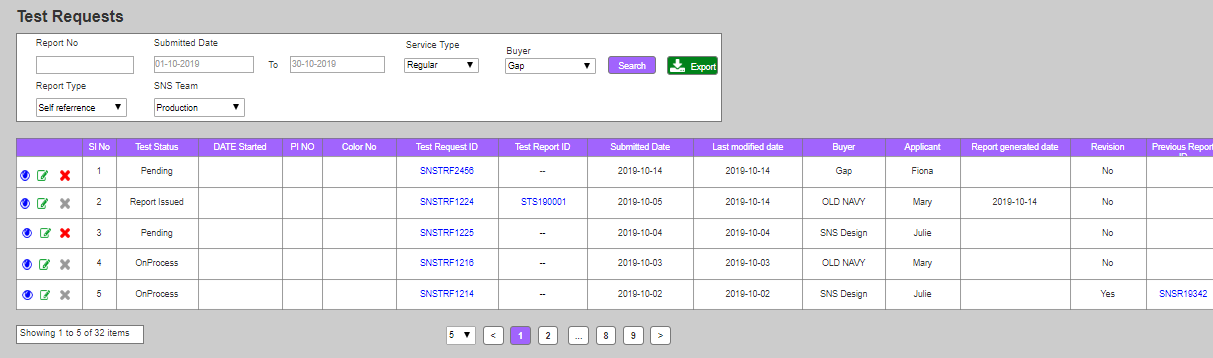 Test Requests
Report No Submitted Date Service Type Buyer
01-10-2019 To 30-10-2019 Regular Gap Search Export
Report Type SNS Team
Self referrence Production
Sl No Test Status DATE Started PI NO Color No Test Request ID Test Report ID Submitted Date Last modified date Buyer Applicant Report generated date Revision Previous Report ID
1 Pending SNSTRF2456 -- 2019-10-14 2019-10-14 Gap Fiona No
2 Report Issued SNSTRF1224 STS190001 2019-10-05 2019-10-14 OLD NAVY Mary 2019-10-14 No
3 Pending SNSTRF1225 -- 2019-10-04 2019-10-04 SNS Design Julie No
4 OnProcess SNSTRF1216 -- 2019-10-03 2019-10-03 OLD NAVY Mary No
5 OnProcess SNSTRF1214 -- 2019-10-02 2019-10-02 SNS Design Julie Yes SNSR19342
Showing 1 to 5 of 32 items 5 < 1 2 ... 8 9 >